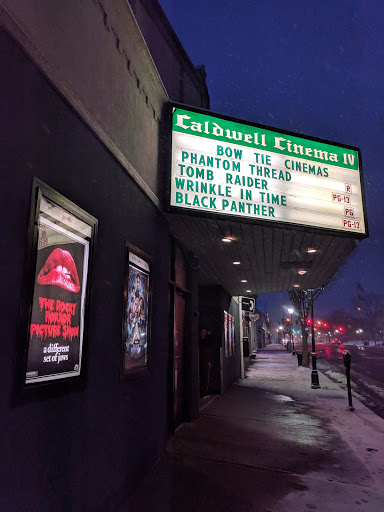 Caldwell Cinema IV
BOW TIE CINEMAS
PHANTOM THREAD R
TOMB RAIDER PG-13
WRINKLE IN TIME PG
BLACK PANTHER PG-13
THE ROCKY
HORROR
PICTURE SHOW
a different
set of jaws